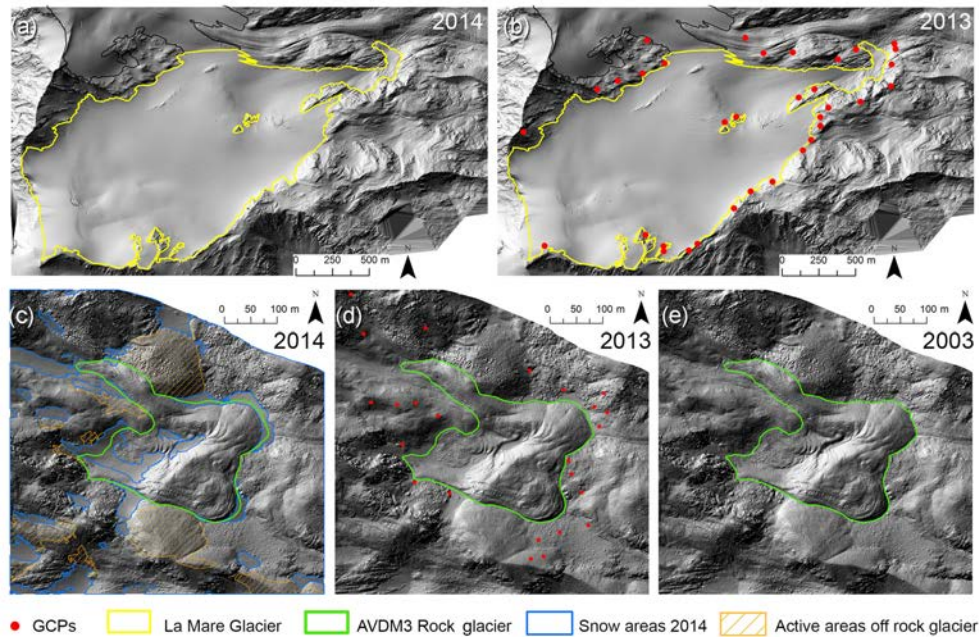 (a)
2014
N
0 250 500 m
(b)
2013
N
0 250 500 m
(c)
N
0 50 100 m
2014
(d)
N
0 50 100 m
2013
(e)
N
0 50 100 m
2003
GCPs
La Mare Glacier
AVDM3 Rock glacier
Snow areas 2014
Active areas off rock glacier